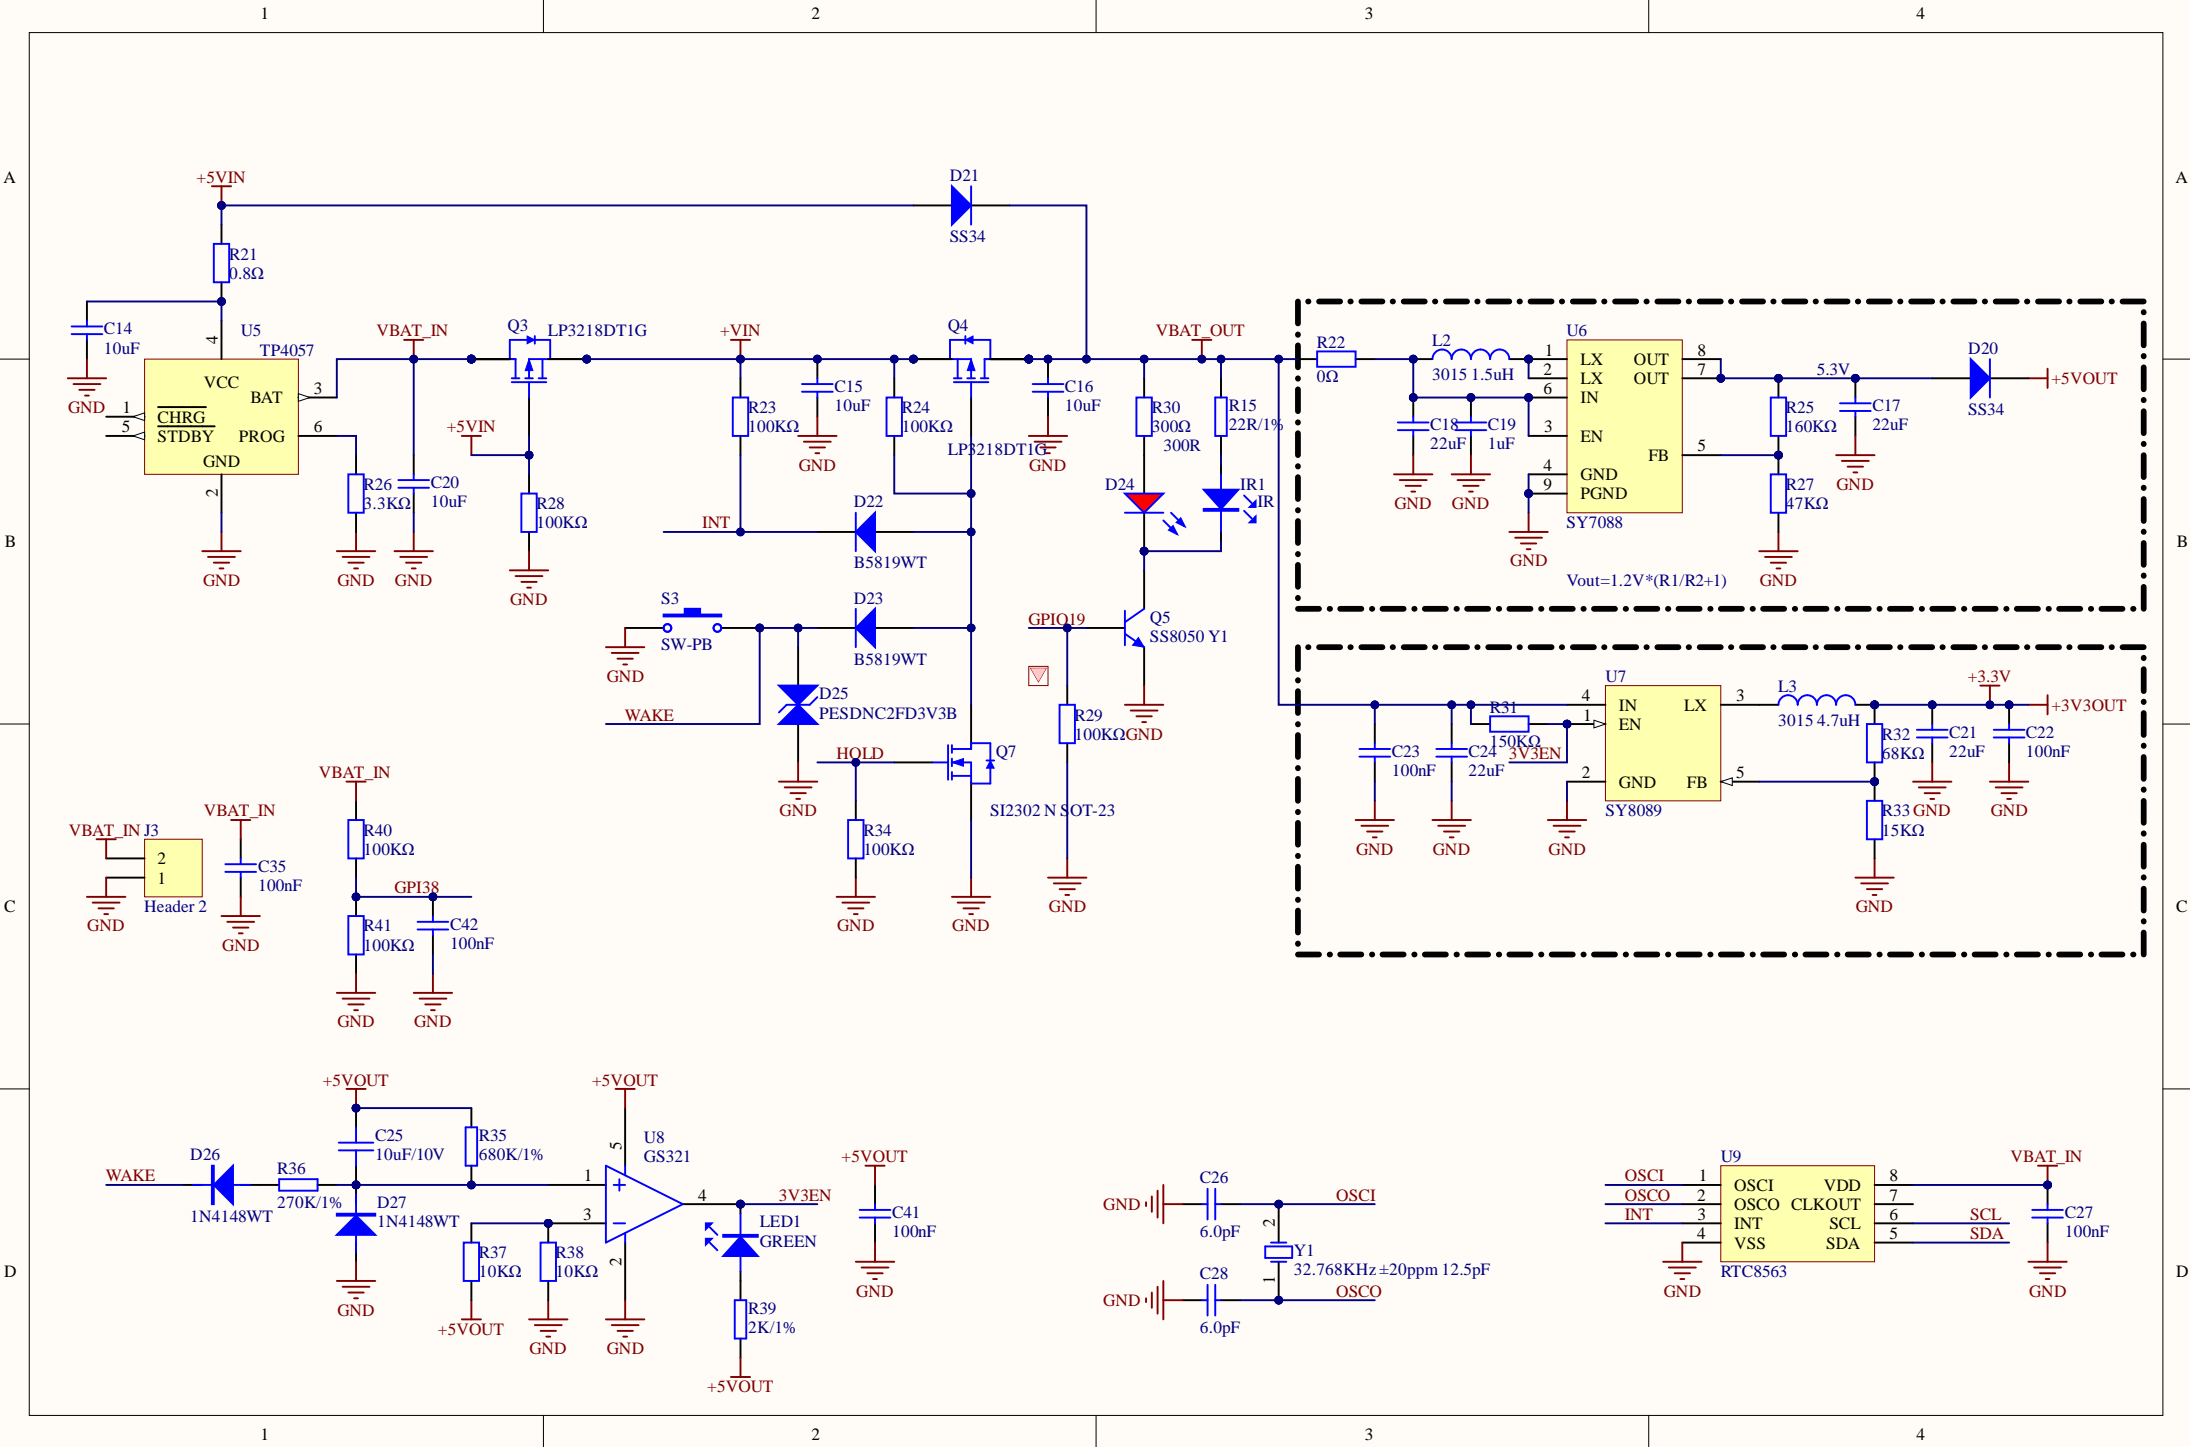 1
2
3
4
A
A
+5VIN
D21
SS34
R21
0.8Ω
C14
10uF
GND
U5
TP4057
4
VCC
BAT
3
1
CHRG
5
STDBY
PROG
6
GND
2
GND
R26
3.3KΩ
GND
VBAT_IN
C20
10uF
GND
Q3
LP3218DT1G
+5VIN
R28
100KΩ
GND
+VIN
R23
100KΩ
C15
10uF
GND
R24
100KΩ
Q4
LP3218DT1G
C16
10uF
GND
INT
D22
B5819WT
S3
SW-PB
GND
D23
B5819WT
WAKE
D25
PESDNC2FD3V3B
GND
HOLD
R34
100KΩ
GND
Q7
SI2302 N SOT-23
GND
VBAT_OUT
R30
300Ω
300R
R15
22R/1%
D24
IR1
IR
GPIO19
Q5
SS8050 Y1
GND
R29
100KΩ
GND
R22
0Ω
L2
3015 1.5uH
C18
22uF
GND
C19
1uF
GND
U6
1
LX
2
LX
6
IN
3
EN
4
GND
9
PGND
OUT
8
OUT
7
FB
5
SY7088
GND
5.3V
R25
160KΩ
R27
47KΩ
GND
C17
22uF
GND
D20
SS34
+5VOUT
Vout=1.2V*(R1/R2+1)
B
B
U7
4
IN
1
EN
2
GND
LX
3
FB
5
SY8089
R31
150KΩ
3V3EN
C23
100nF
GND
C24
22uF
GND
GND
L3
3015 4.7uH
+3.3V
+3V3OUT
R32
68KΩ
R33
15KΩ
GND
C21
22uF
GND
C22
100nF
GND
VBAT_IN
J3
2
1
Header 2
GND
VBAT_IN
C35
100nF
GND
VBAT_IN
R40
100KΩ
GPI38
R41
100KΩ
GND
C42
100nF
GND
C
C
WAKE
D26
1N4148WT
R36
270K/1%
+5VOUT
C25
10uF/10V
R35
680K/1%
D27
1N4148WT
GND
+5VOUT
5
U8
GS321
1
3
4
2
GND
R37
10KΩ
+5VOUT
R38
10KΩ
GND
3V3EN
LED1
GREEN
R39
2K/1%
+5VOUT
+5VOUT
C41
100nF
GND
GND
C26
6.0pF
OSCI
2
Y1
32.768KHz ±20ppm 12.5pF
1
GND
C28
6.0pF
OSCO
U9
OSCI
1
OSCI
OSCO
2
OSCO
INT
3
INT
4
VSS
GND
VDD
8
CLKOUT
7
SCL
6
SCL
SDA
5
SDA
RTC8563
VBAT_IN
C27
100nF
GND
D
D
1
2
3
4